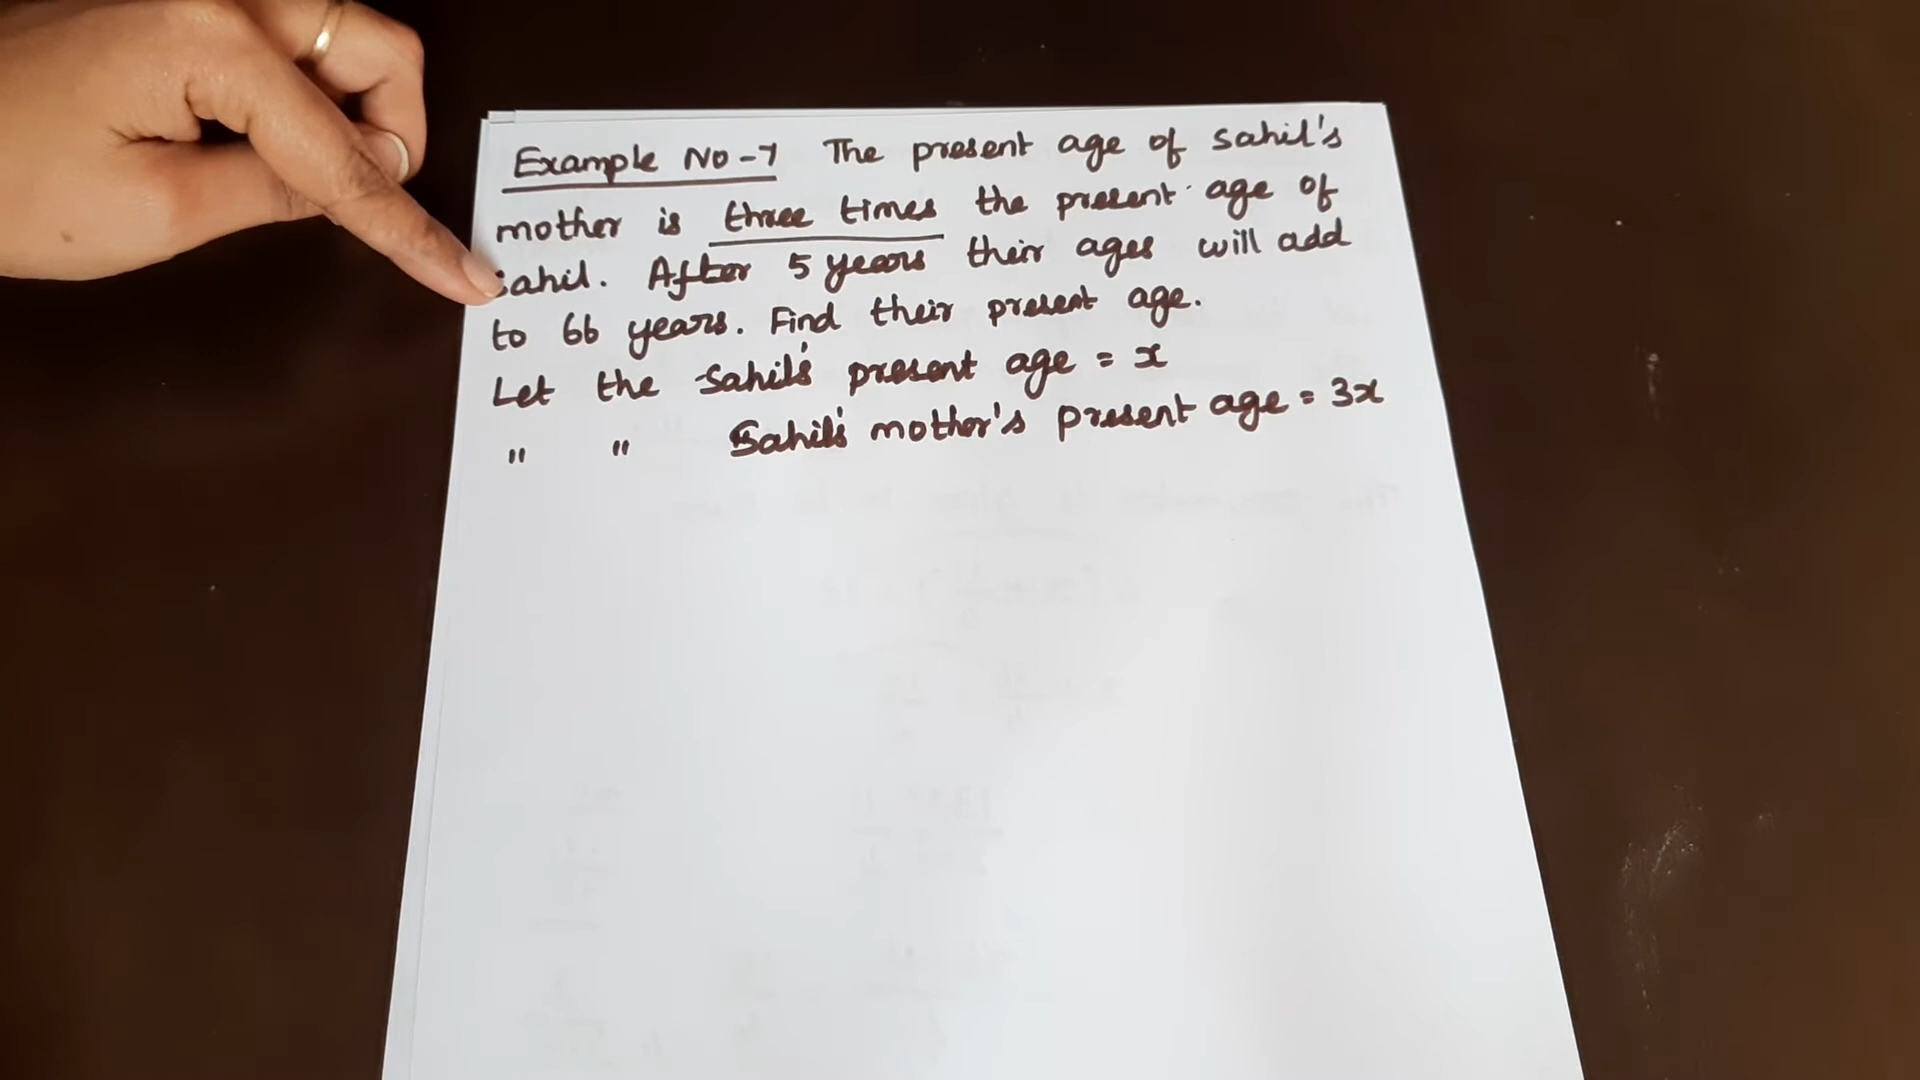 Example No-7 The present age of Sahil's
mother is three times the present age of
Sahil. After 5 years their ages will add
to 66 years. Find their present age.
Let the Sahil's present age = x
" " Sahil's mother's present age = 3x